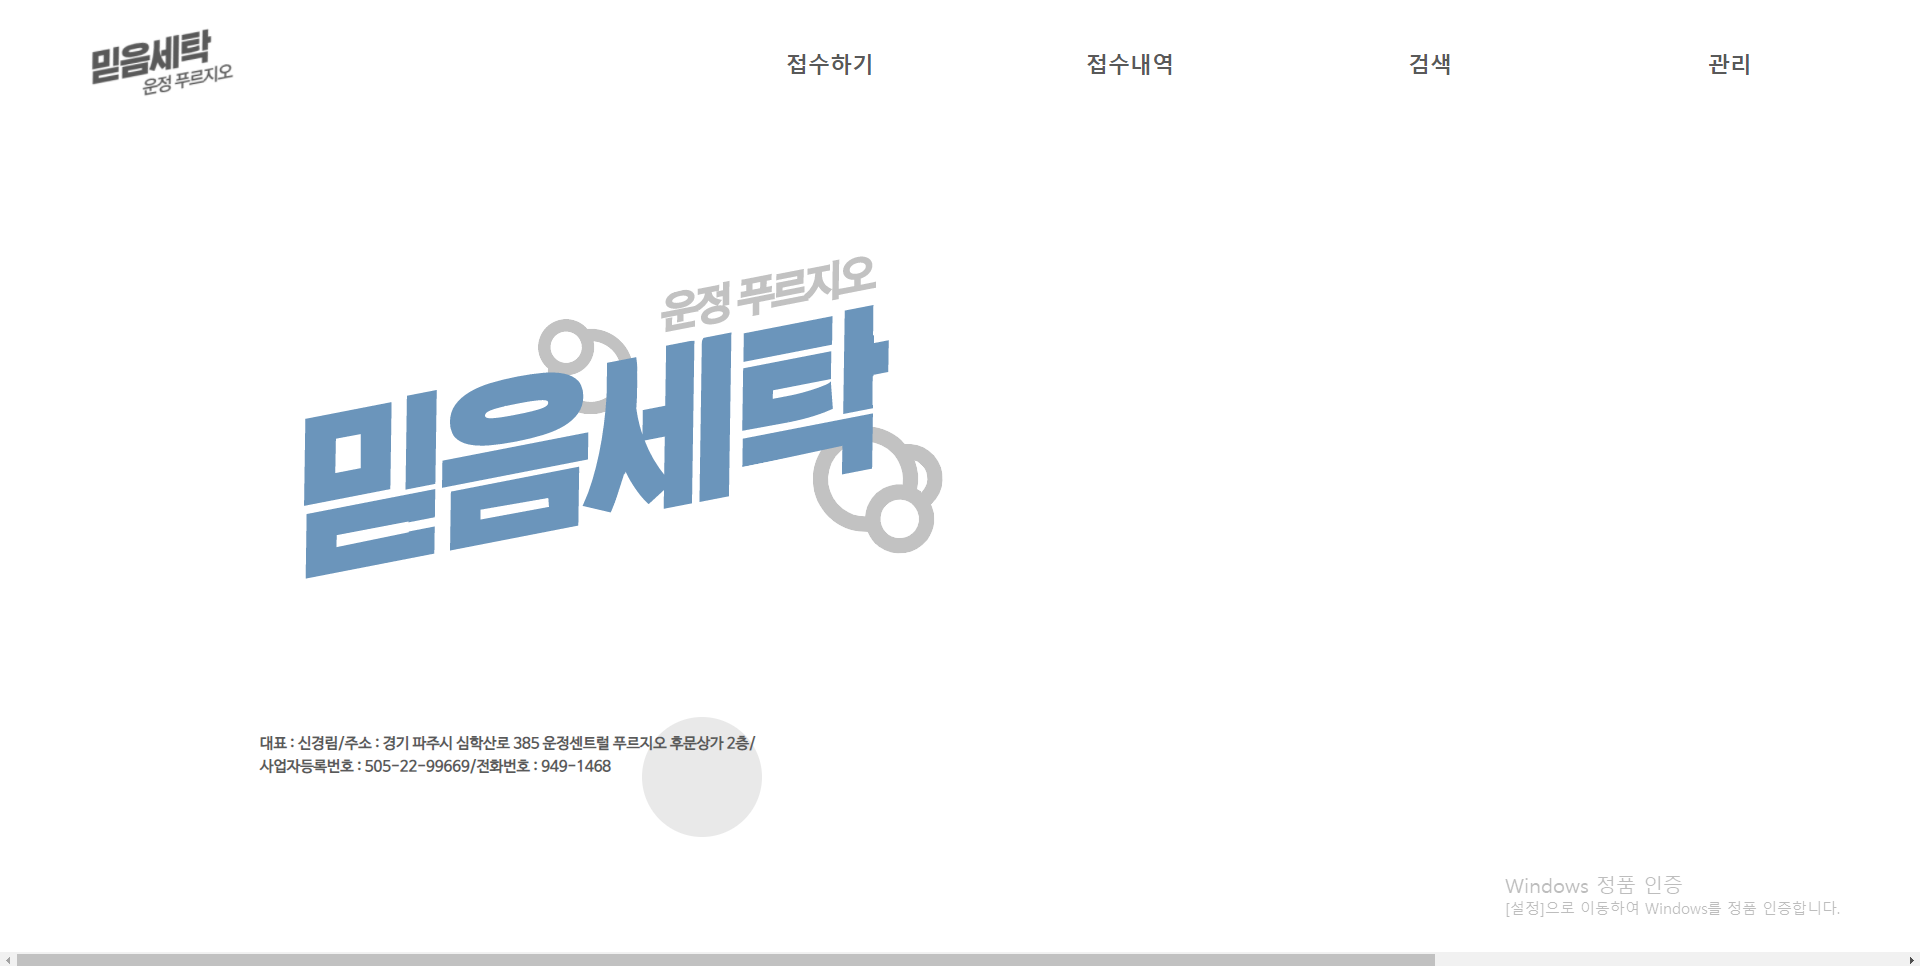 믿음세탁
운정 푸르지오
접수하기
접수내역
검색
관리
운정 푸르지오
믿음세탁
대표 : 신경림/주소 : 경기 파주시 심학산로 385 운정센트럴 푸르지오 후문상가 2층/
사업자등록번호 : 505-22-99669/전화번호 : 949-1468
Windows 정품 인증
[설정]으로 이동하여 Windows를 정품 인증합니다.